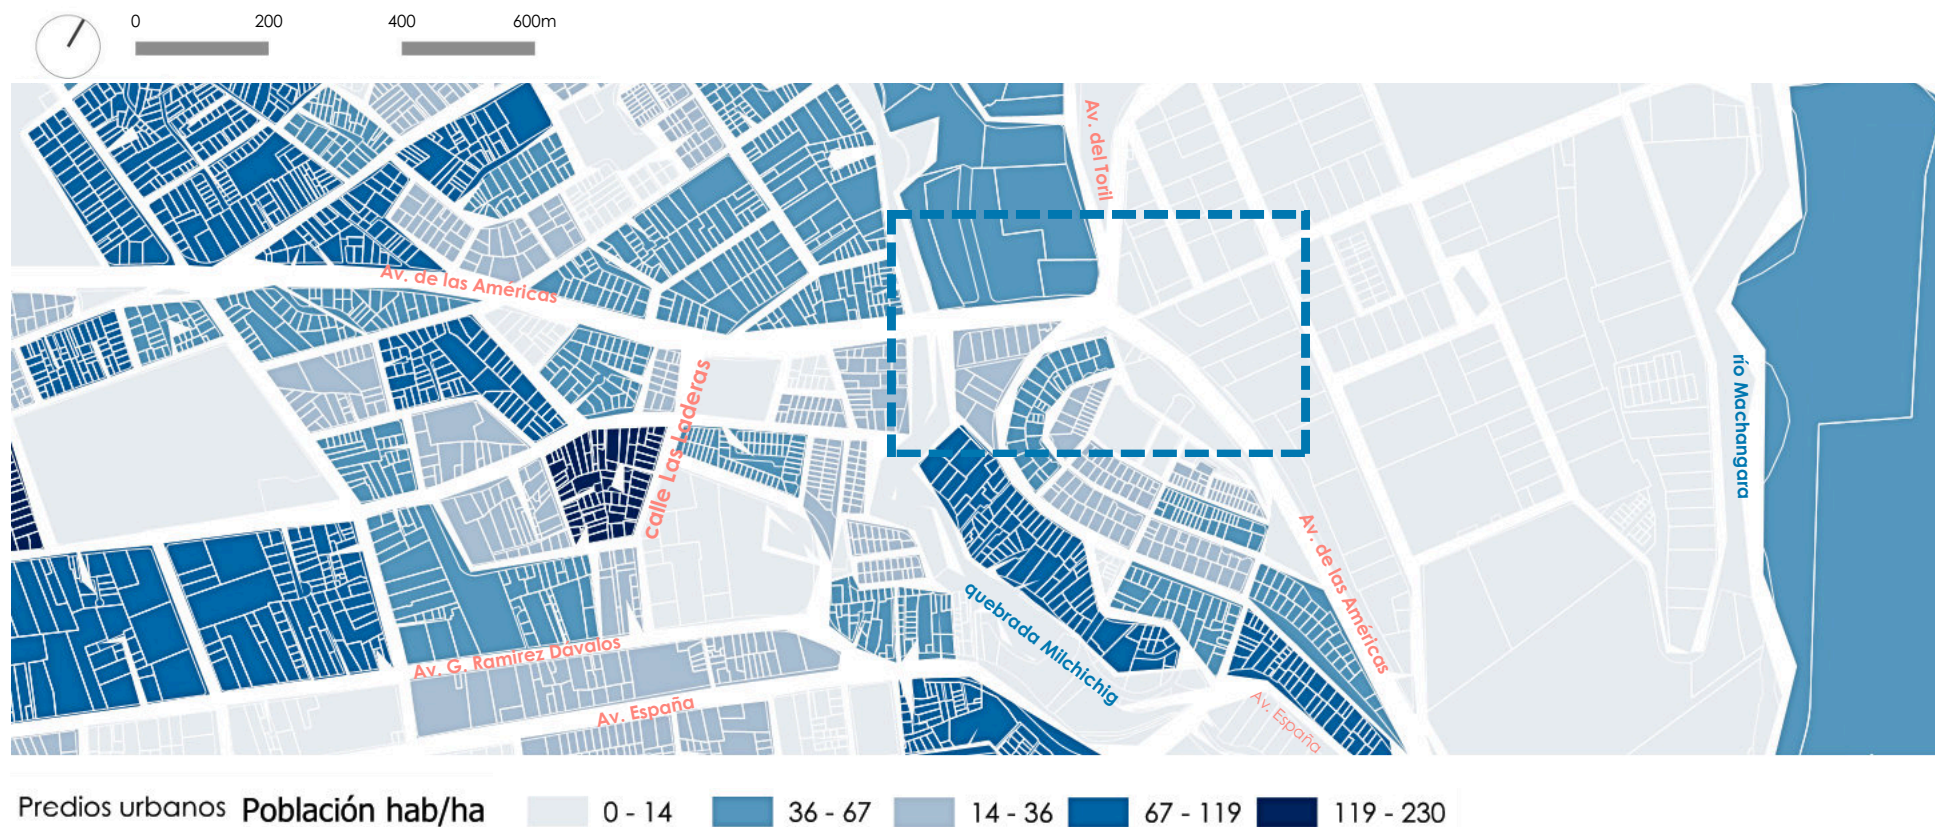 0 200 400 600m
Av. del Toril
Av. de las Américas
Calle Las Laderas
río Machangara
Av. de las Américas
quebrada Milchichig
Av. G. Ramírez Dávalos
Av. España
Av. España
Predios urbanos Población hab/ha 0 - 14 36 - 67 14 - 36 67 - 119 119 - 230